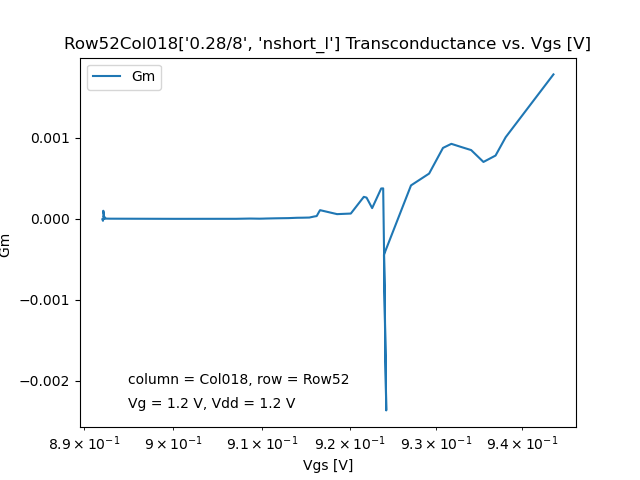 Row52Col018['0.28/8', 'nshort_l'] Transconductance vs. Vgs [V]
Gm
0.001
0.000
−0.001
−0.002
Gm
column = Col018, row = Row52
Vg = 1.2 V, Vdd = 1.2 V
8.9 × 10⁻¹ 9 × 10⁻¹ 9.1 × 10⁻¹ 9.2 × 10⁻¹ 9.3 × 10⁻¹ 9.4 × 10⁻¹
Vgs [V]